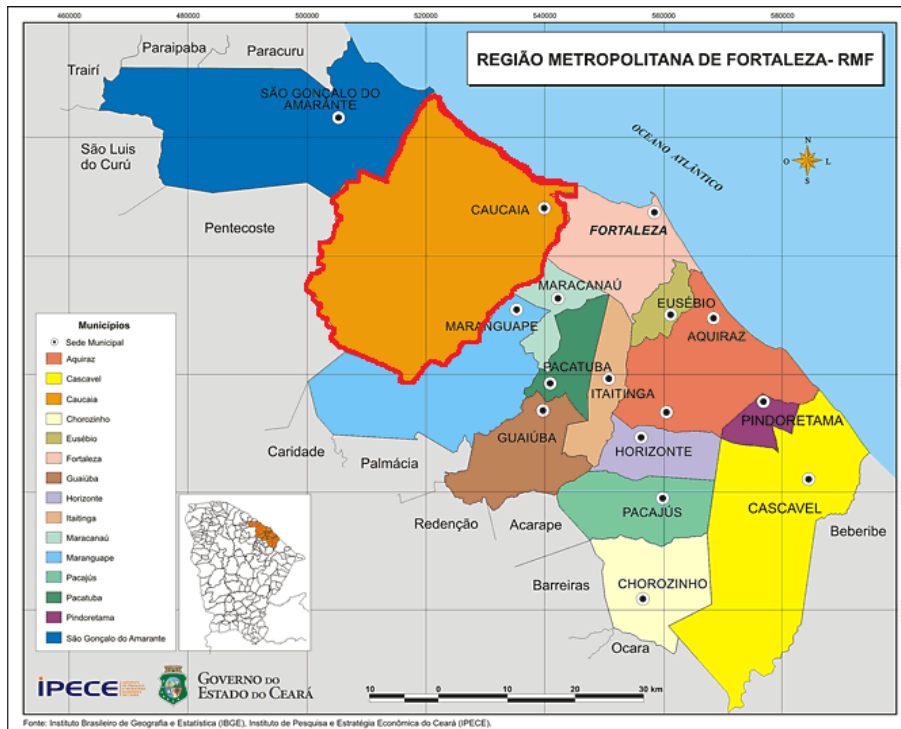 460000 480000 500000 520000 540000 560000 580000
REGIÃO METROPOLITANA DE FORTALEZA- RMF
Paraipaba
Paracuru
Trairí
SÃO GONÇALO DO
AMARANTE
São Luis
do Curú
OCEANO ATLÂNTICO
N
O L
S
Pentecoste
CAUCAIA
FORTALEZA
MARACANAÚ
EUSÉBIO
MARANGUAPE
AQUIRAZ
PACATUBA
ITAITINGA
PINDORETAMA
GUAIÚBA
HORIZONTE
Caridade
Palmácia
PACAJÚS
CASCAVEL
Redenção
Acarape
Beberibe
Barreiras
CHOROZINHO
Ocara
Municípios
Sede Municipal
Aquiraz
Cascavel
Caucaia
Chorozinho
Eusébio
Fortaleza
Guaiúba
Horizonte
Itaitinga
Maracanaú
Maranguape
Pacajús
Pacatuba
Pindoretama
São Gonçalo do Amarante
IPECE
GOVERNO DO
ESTADO DO CEARÁ
10 0 10 20 30 km
Fonte: Instituto Brasileiro de Geografia e Estatística (IBGE), Instituto de Pesquisa e Estratégia Econômica do Ceará (IPECE).